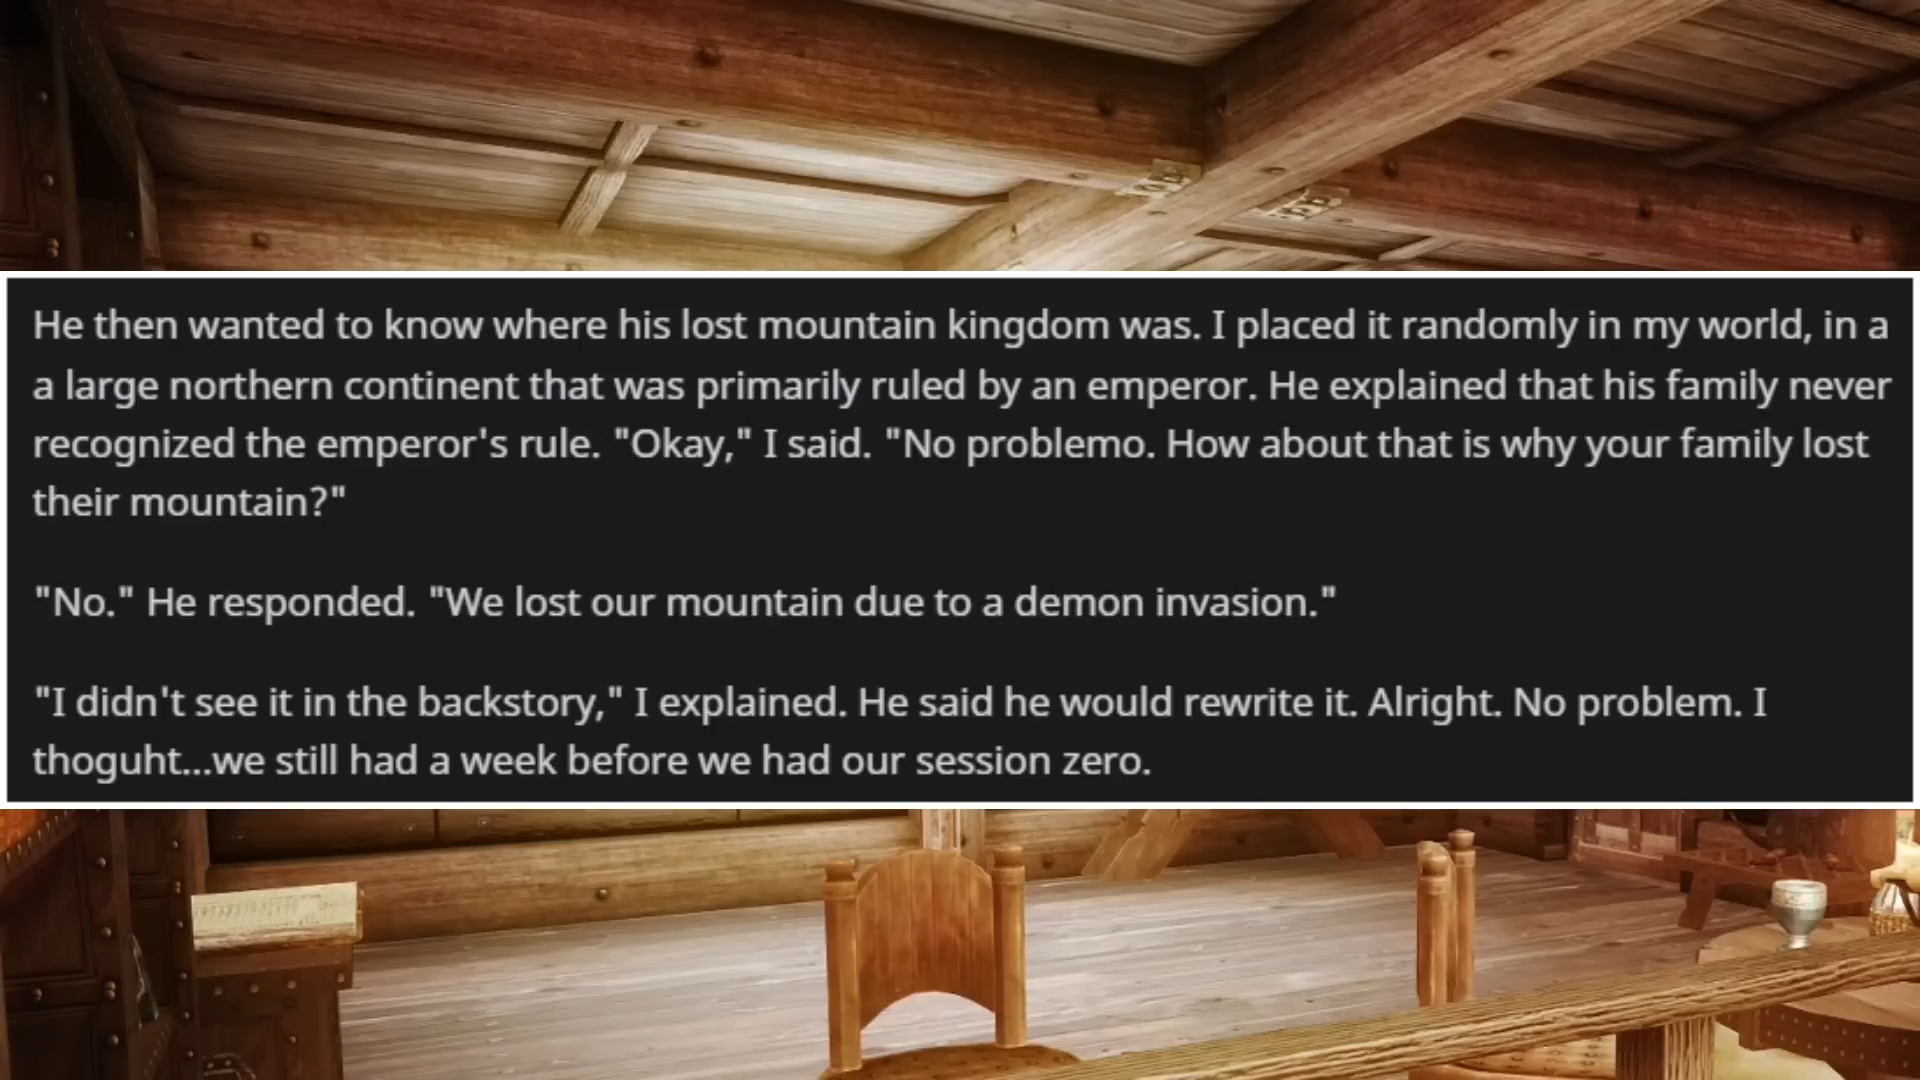 He then wanted to know where his lost mountain kingdom was. I placed it randomly in my world, in a
a large northern continent that was primarily ruled by an emperor. He explained that his family never
recognized the emperor's rule. "Okay," I said. "No problemo. How about that is why your family lost
their mountain?"
"No." He responded. "We lost our mountain due to a demon invasion."
"I didn't see it in the backstory," I explained. He said he would rewrite it. Alright. No problem. I
thoguht...we still had a week before we had our session zero.